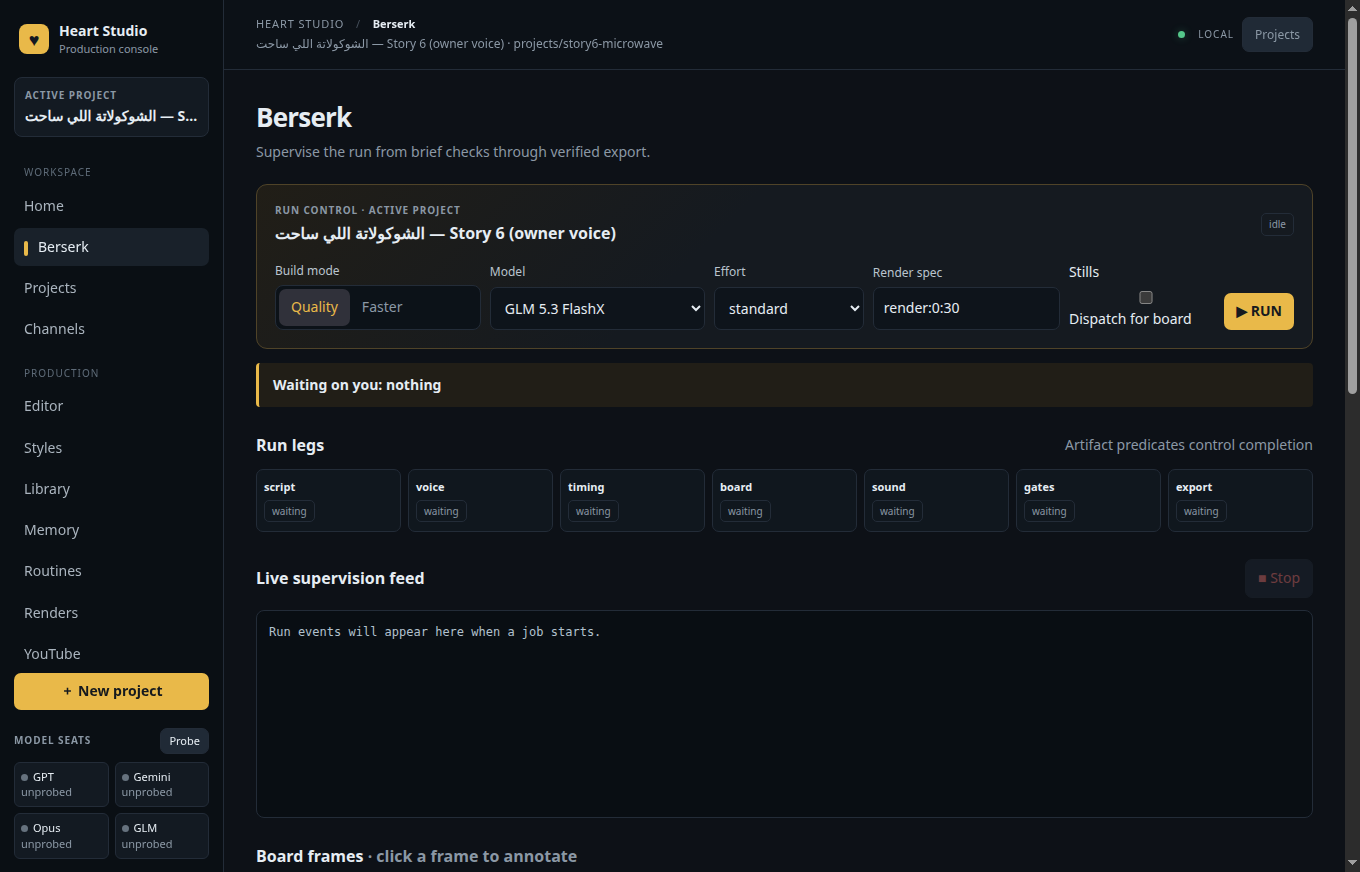 ♥
Heart Studio
Production console
ACTIVE PROJECT
الشوكولاتة اللي ساحت — S...
WORKSPACE
Home
Berserk
Projects
Channels
PRODUCTION
Editor
Styles
Library
Memory
Routines
Renders
YouTube
+ New project
MODEL SEATS
Probe
GPT
unprobed
Gemini
unprobed
Opus
unprobed
GLM
unprobed
HEART STUDIO / Berserk
الشوكولاتة اللي ساحت — Story 6 (owner voice) · projects/story6-microwave
LOCAL
Projects
Berserk
Supervise the run from brief checks through verified export.
RUN CONTROL · ACTIVE PROJECT
الشوكولاتة اللي ساحت — Story 6 (owner voice)
idle
Build mode
Quality
Faster
Model
GLM 5.3 FlashX
Effort
standard
Render spec
render:0:30
Stills
Dispatch for board
▶ RUN
Waiting on you: nothing
Run legs
Artifact predicates control completion
script
waiting
voice
waiting
timing
waiting
board
waiting
sound
waiting
gates
waiting
export
waiting
Live supervision feed
■ Stop
Run events will appear here when a job starts.
Board frames · click a frame to annotate